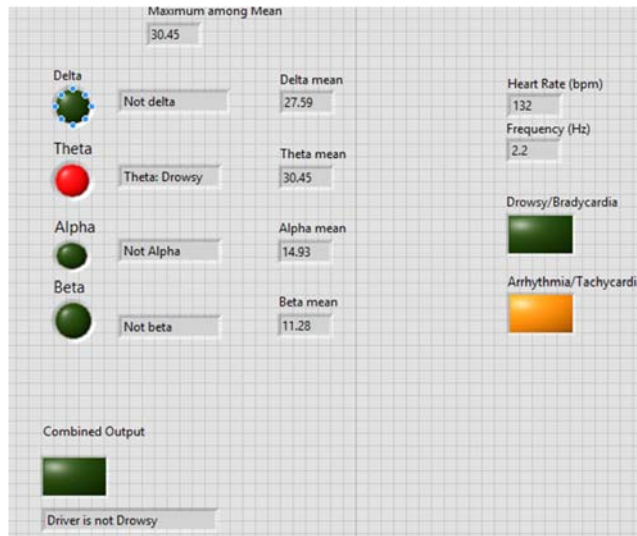 Maximum among Mean
30.45
Delta
Not delta
Delta mean
27.59
Theta
Theta: Drowsy
Theta mean
30.45
Alpha
Not Alpha
Alpha mean
14.93
Beta
Not beta
Beta mean
11.28
Heart Rate (bpm)
132
Frequency (Hz)
2.2
Drowsy/Bradycardia
Arrhythmia/Tachycardi
Combined Output
Driver is not Drowsy